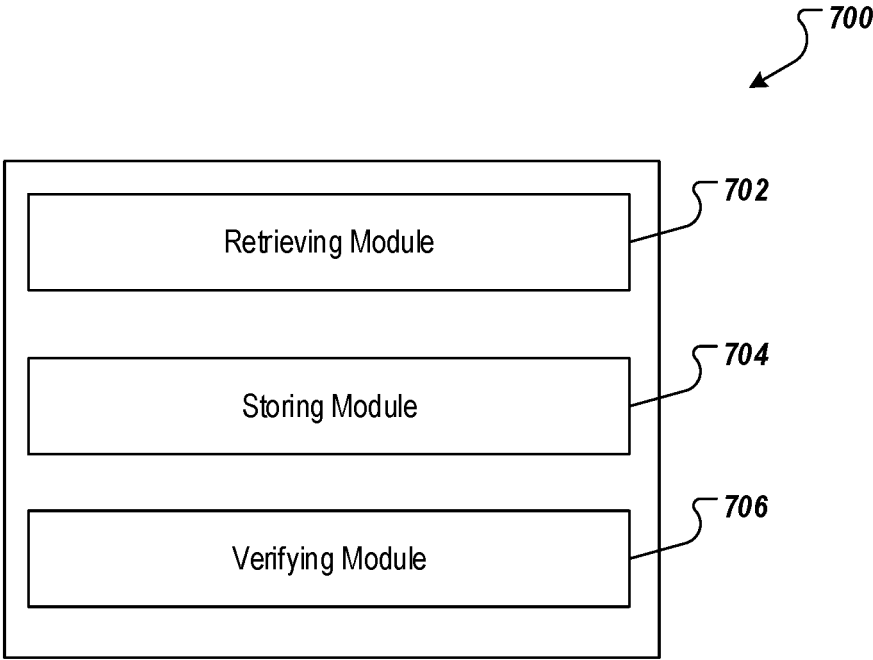 700
702
Retrieving Module
704
Storing Module
706
Verifying Module